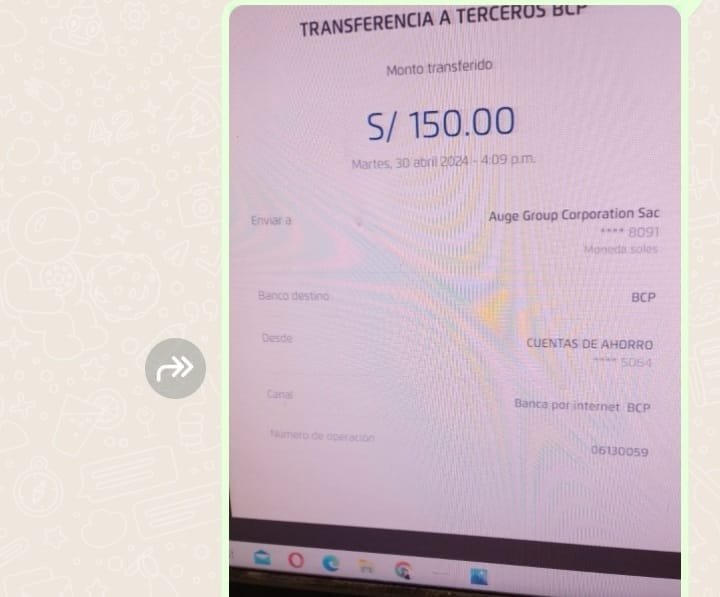 TRANSFERENCIA A TERCEROS BCP
Monto transferido
S/ 150.00
Martes, 30 abril 2024 - 4:09 p.m.
Enviar a
Auge Group Corporation Sac
**** 8091
Moneda soles
Banco destino
BCP
Desde
CUENTAS DE AHORRO
**** 5064
Canal
Banca por internet BCP
Número de operación
06130059